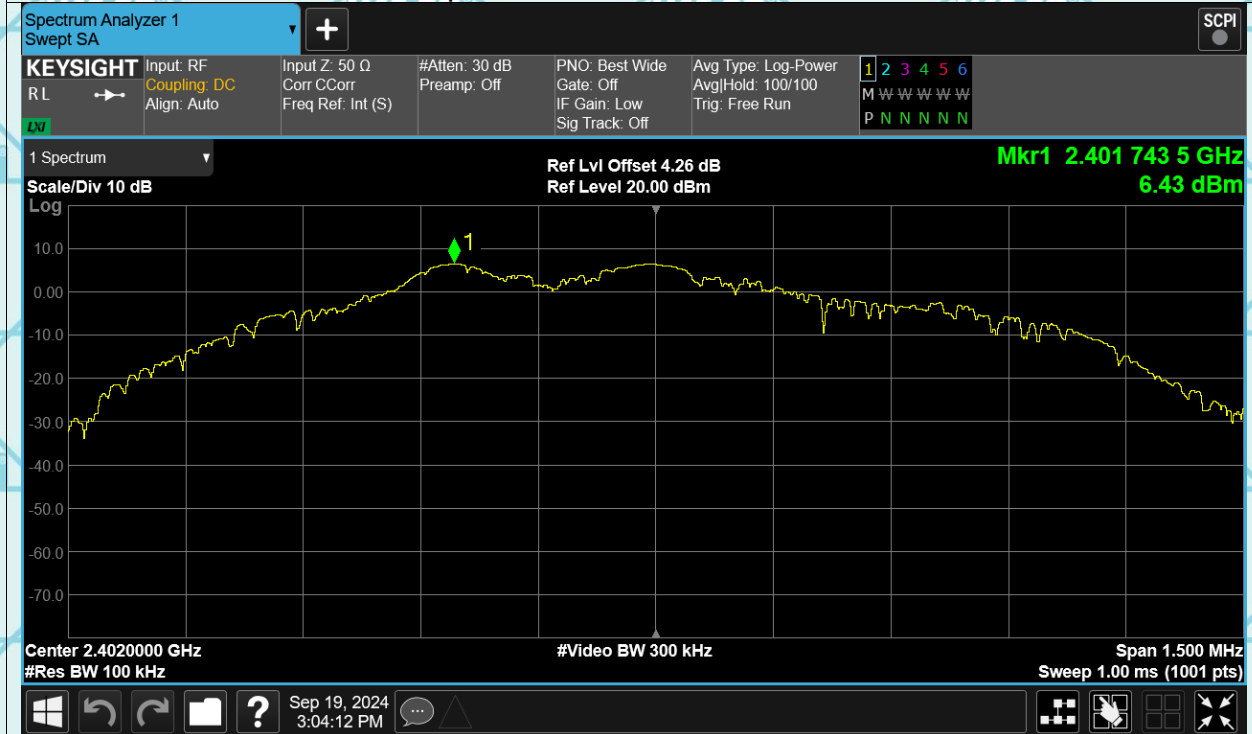 Spectrum Analyzer 1
Swept SA
+
SCPI
KEYSIGHT
RL
LXI
Input: RF
Coupling: DC
Align: Auto
Input Z: 50 Ω
Corr CCorr
Freq Ref: Int (S)
#Atten: 30 dB
Preamp: Off
PNO: Best Wide
Gate: Off
IF Gain: Low
Sig Track: Off
Avg Type: Log-Power
Avg|Hold: 100/100
Trig: Free Run
1 2 3 4 5 6
M W W W W W
P N N N N N
1 Spectrum
Scale/Div 10 dB
Log
Ref Lvl Offset 4.26 dB
Ref Level 20.00 dBm
Mkr1 2.401 743 5 GHz
6.43 dBm
1
10.0
0.00
-10.0
-20.0
-30.0
-40.0
-50.0
-60.0
-70.0
Center 2.4020000 GHz
#Res BW 100 kHz
#Video BW 300 kHz
Span 1.500 MHz
Sweep 1.00 ms (1001 pts)
?
Sep 19, 2024
3:04:12 PM